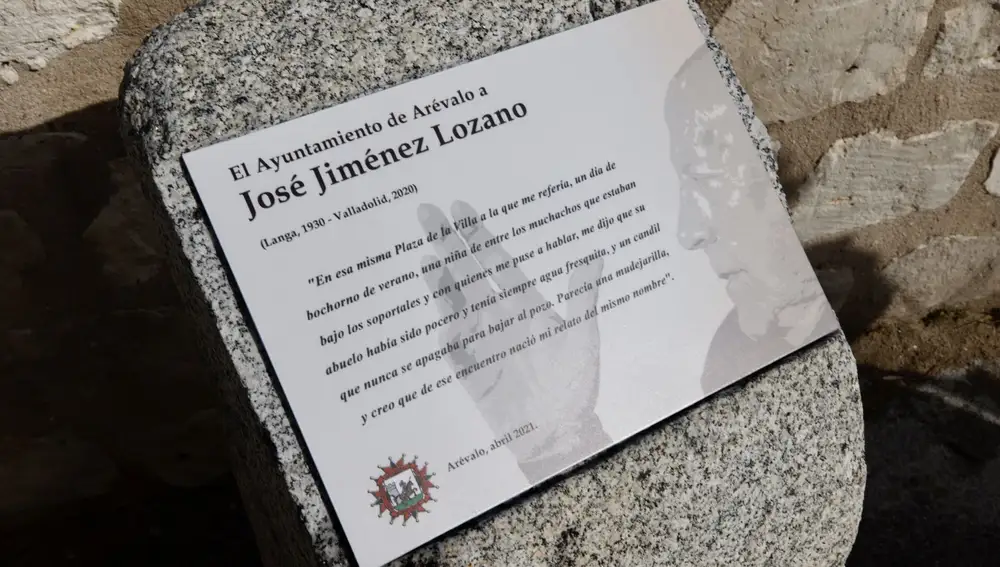 El Ayuntamiento de Arévalo a
José Jiménez Lozano
(Langa, 1930 - Valladolid, 2020)
"En esa misma Plaza de la Villa a la que me refería, un día de
bochorno de verano, una niña de entre los muchachos que estaban
bajo los soportales y con quienes me puse a hablar, me dijo que su
abuelo había sido pocero y tenía siempre agua fresquita, y un candil
que nunca se apagaba para bajar al pozo. Parecía una mudejarilla,
y creo que de ese encuentro nació mi relato del mismo nombre".
Arévalo, abril 2021.